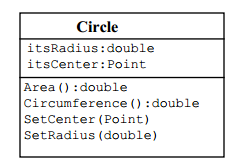 Circle
itsRadius:double
itsCenter:Point
Area():double
Circumference():double
SetCenter(Point)
SetRadius(double)